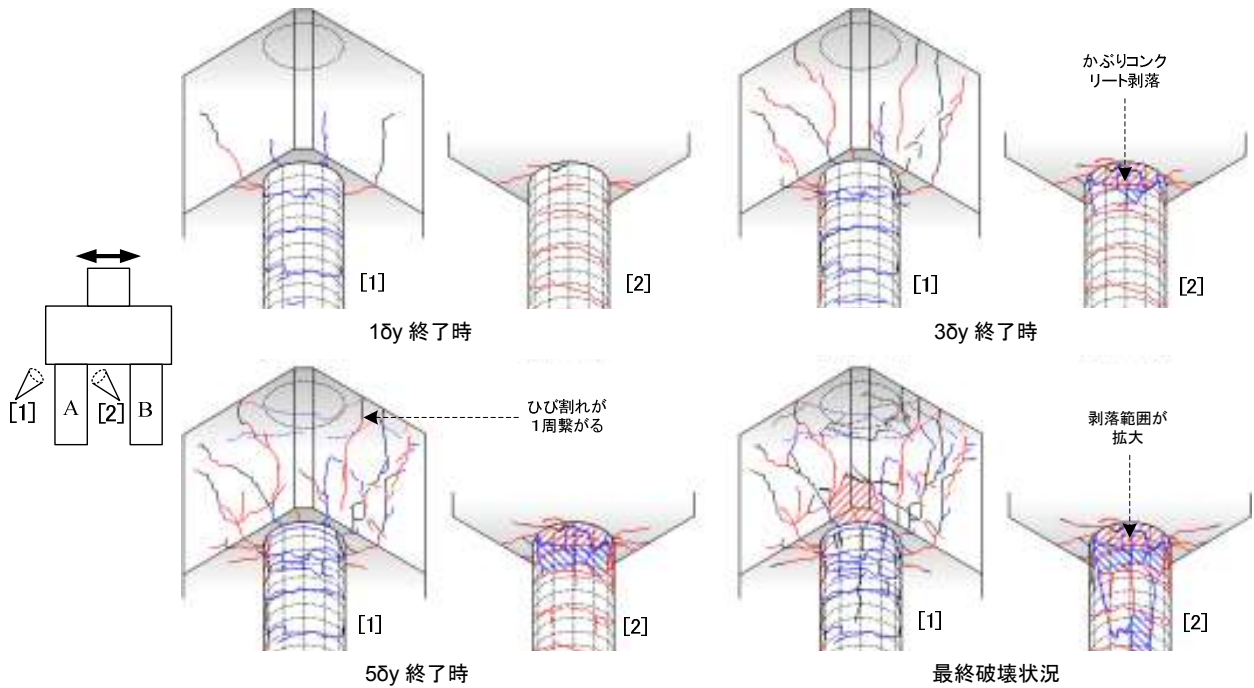 かぶりコンク
リート剥落
[1]
[2]
1δy 終了時
[1]
[2]
3δy 終了時
[1]
A
[2]
B
ひび割れが
1周繋がる
[1]
[2]
5δy 終了時
剥落範囲が
拡大
[1]
[2]
最終破壊状況